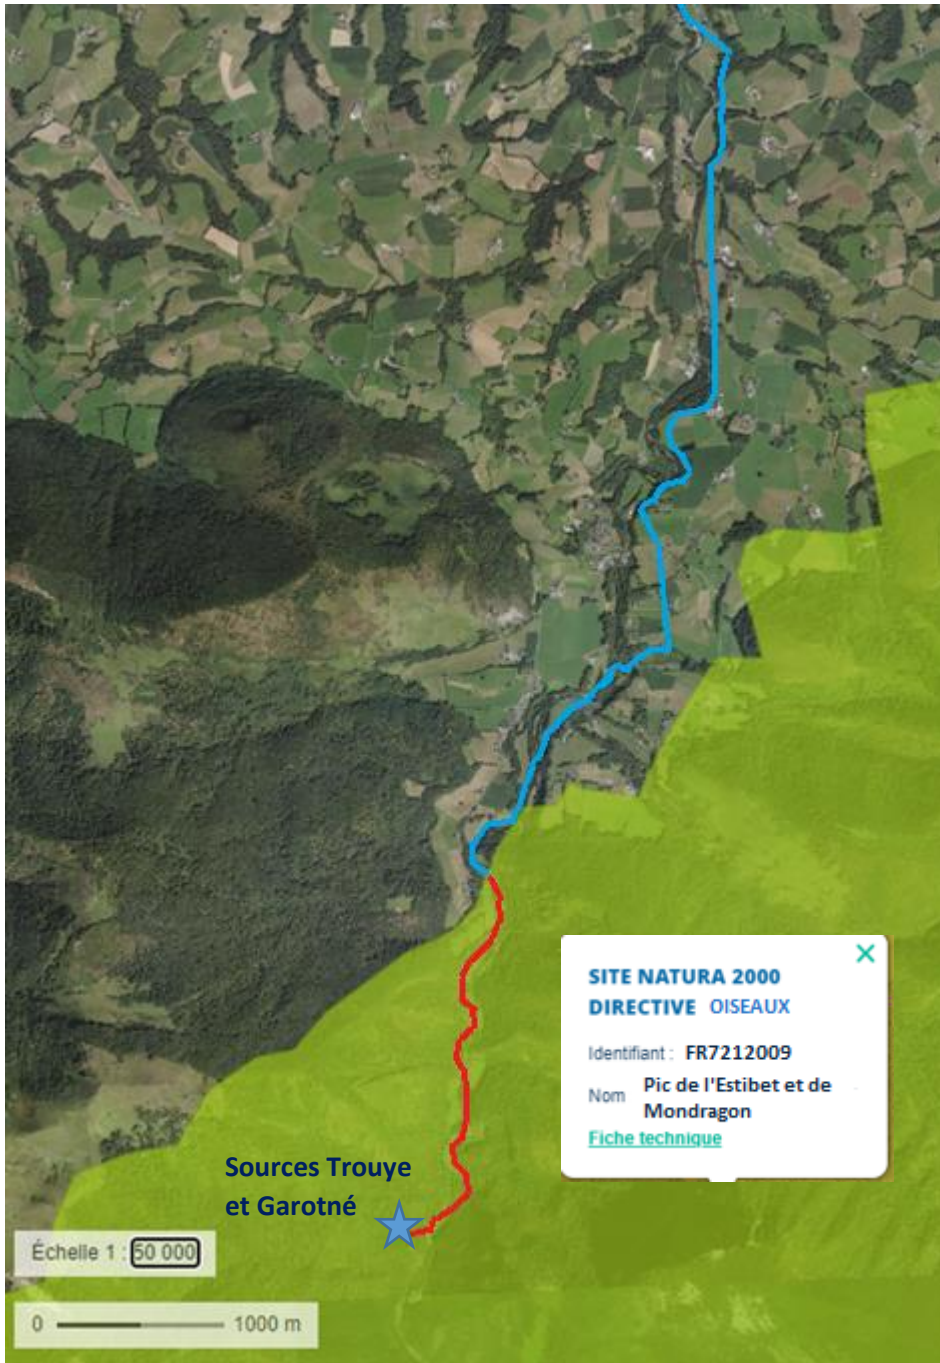 SITE NATURA 2000
DIRECTIVE OISEAUX
Identifiant : FR7212009
Nom Pic de l'Estibet et de
Mondragon
Fiche technique
Sources Trouye
et Garotné
Échelle 1 : 50 000
0 1000 m